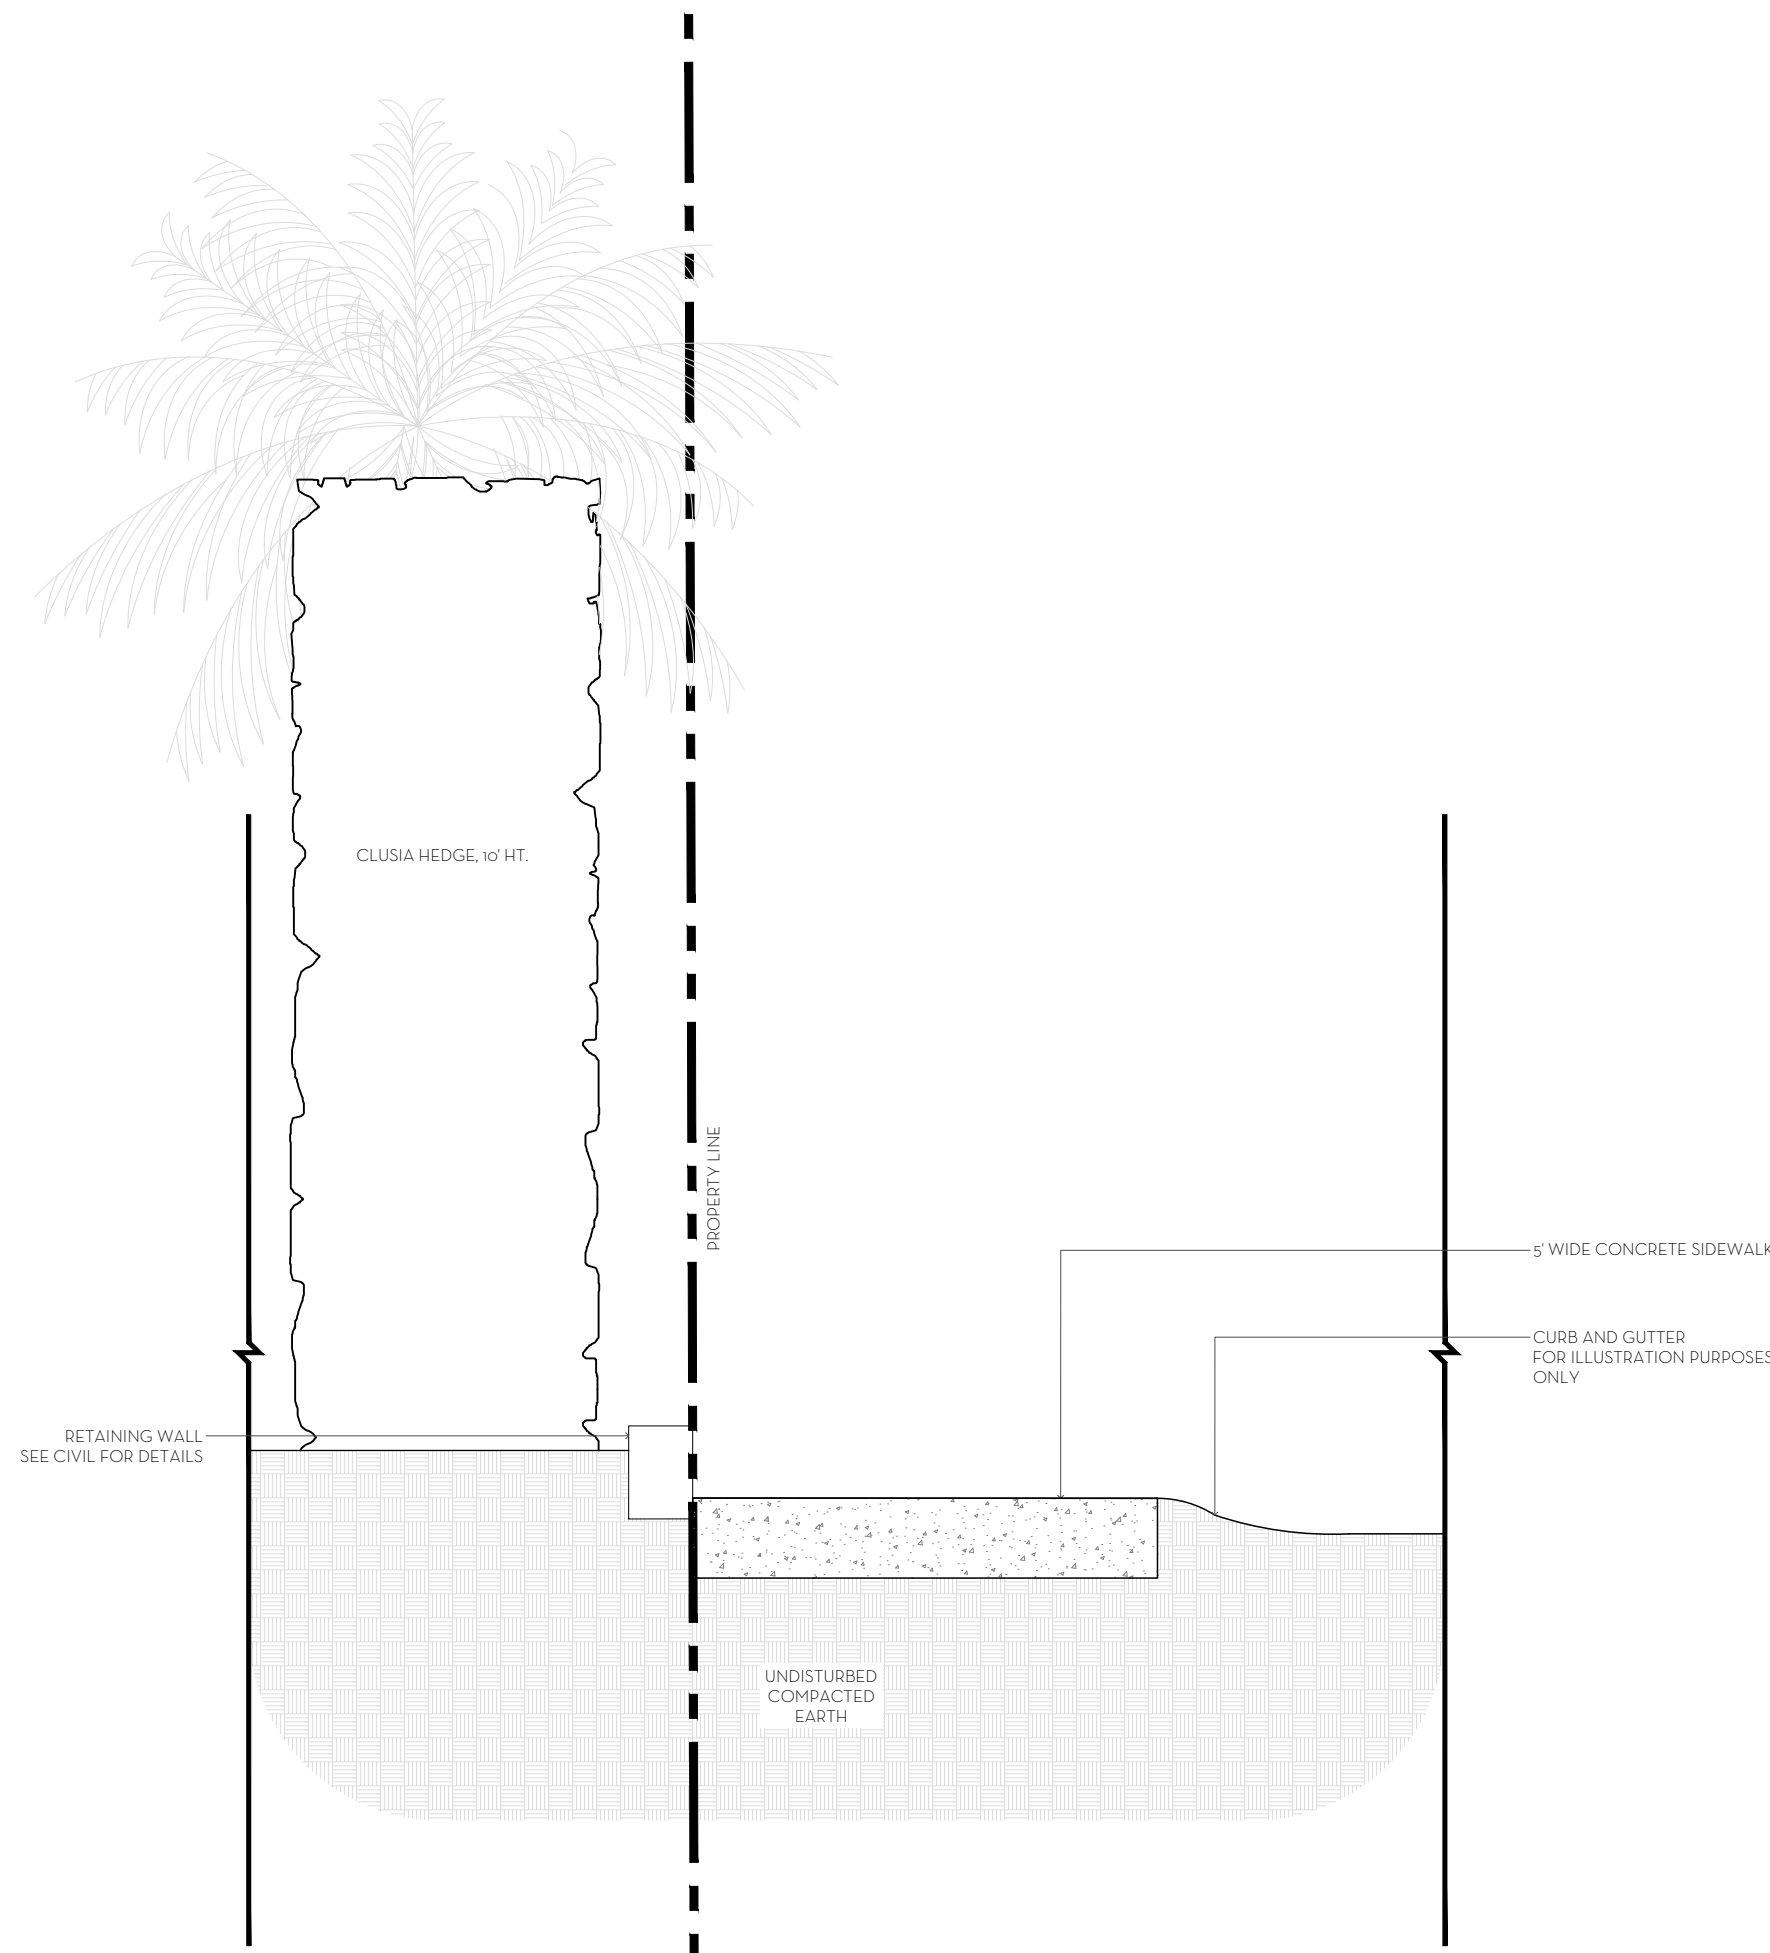 CLUSIA HEDGE, 10' HT.
PROPERTY LINE
5' WIDE CONCRETE SIDEWALK
CURB AND GUTTER
FOR ILLUSTRATION PURPOSES
ONLY
RETAINING WALL
SEE CIVIL FOR DETAILS
UNDISTURBED
COMPACTED
EARTH